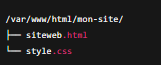 /var/www/html/mon-site/
├── siteweb.html
└── style.css